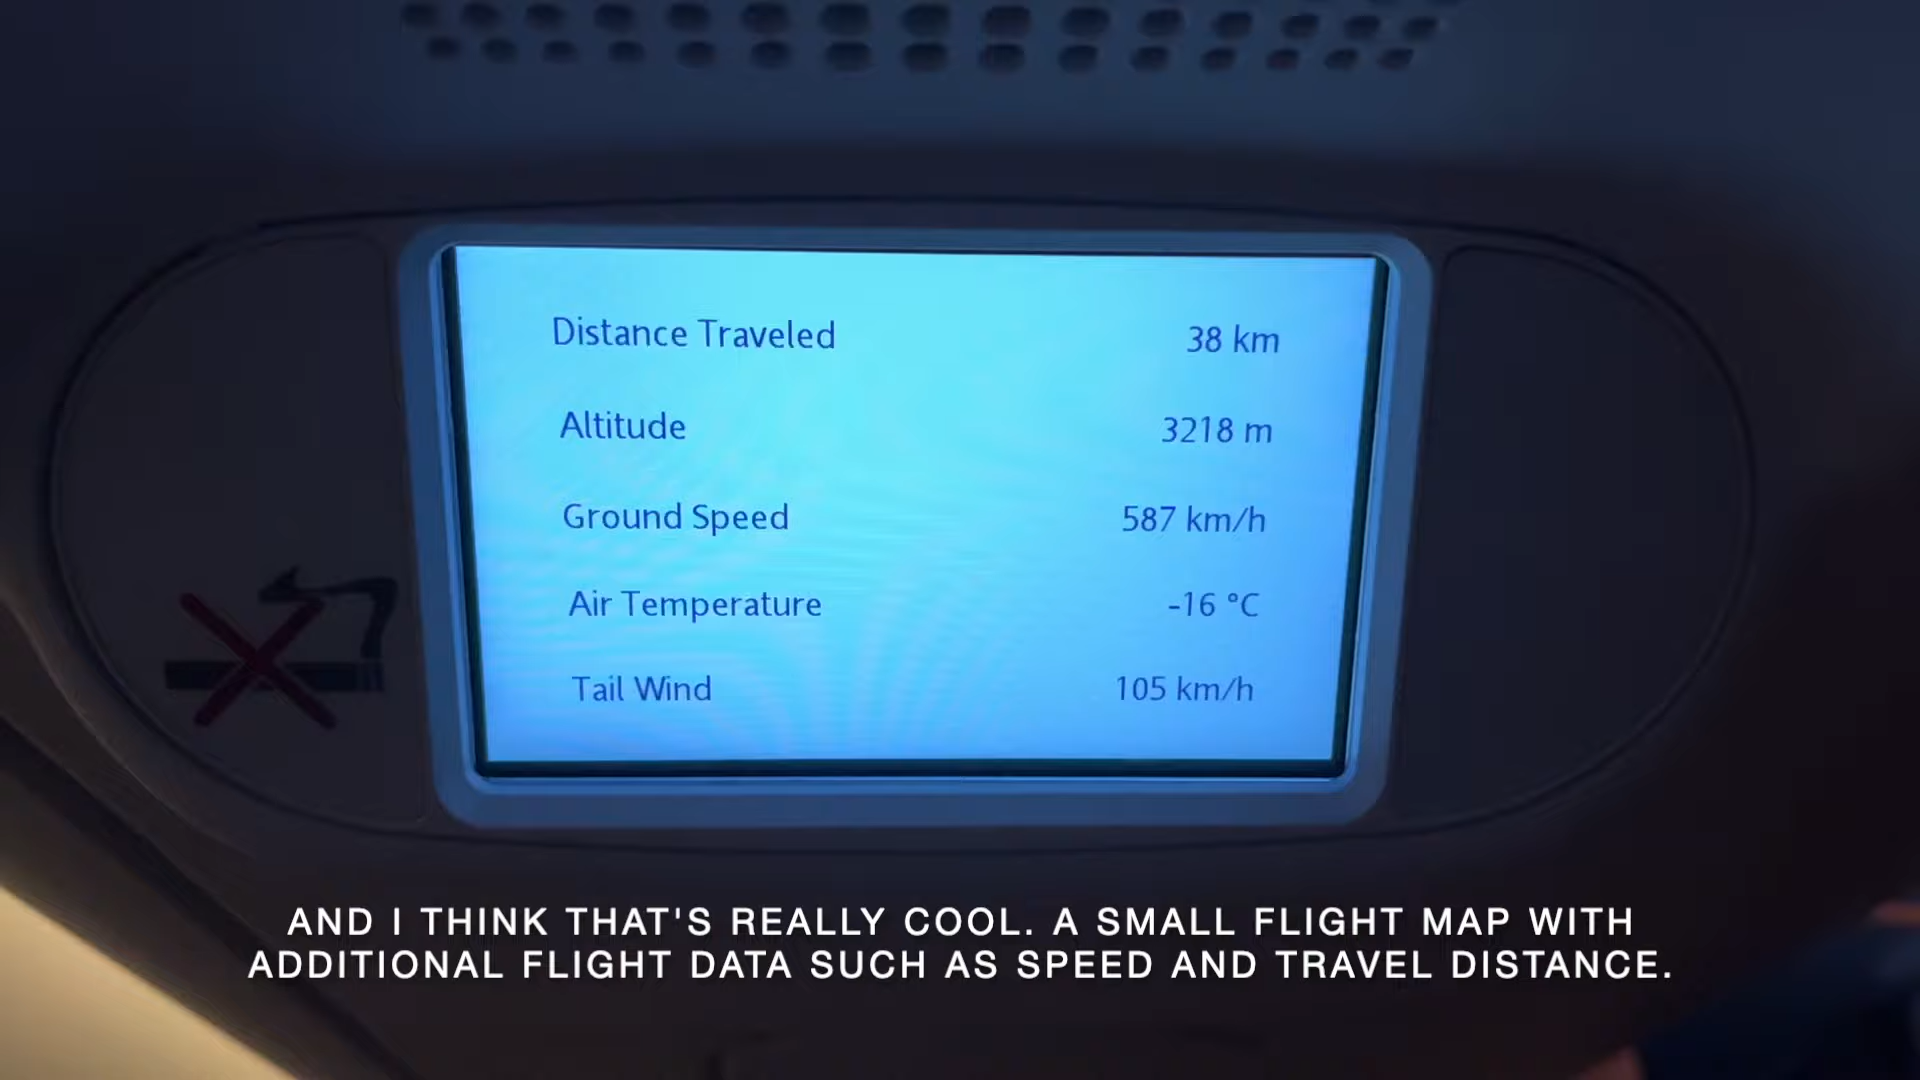 Distance Traveled 38 km
Altitude 3218 m
Ground Speed 587 km/h
Air Temperature -16 °C
Tail Wind 105 km/h
AND I THINK THAT'S REALLY COOL. A SMALL FLIGHT MAP WITH
ADDITIONAL FLIGHT DATA SUCH AS SPEED AND TRAVEL DISTANCE.